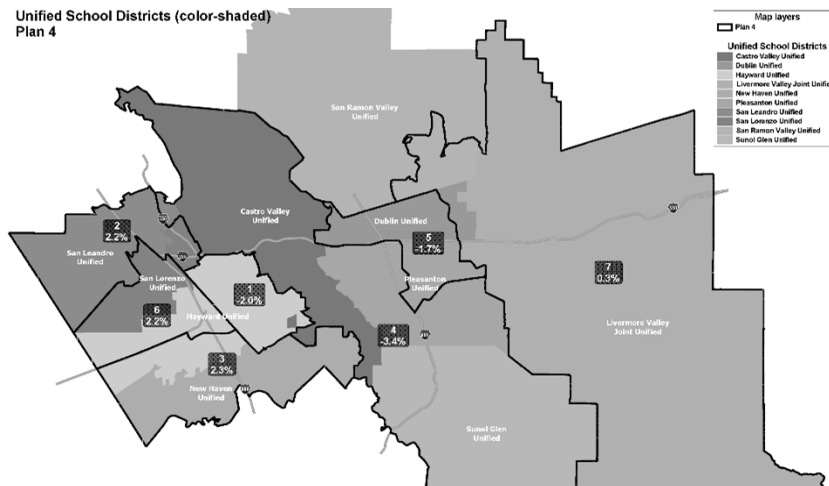 Unified School Districts (color-shaded)
Plan 4
Map layers
Plan 4
Unified School Districts
Castro Valley Unified
Dublin Unified
Hayward Unified
Livermore Valley Joint Unifie
New Haven Unified
Pleasanton Unified
San Leandro Unified
San Lorenzo Unified
San Ramon Valley Unified
Sunol Glen Unified
San Ramon Valley
Unified
Castro Valley
Unified
Dublin Unified
2
2.2%
San Leandro
Unified
5
-1.7%
7
0.3%
San Lorenzo
Unified
Pleasanton
Unified
1
-2.0%
6
2.2%
Hayward Unified
Livermore Valley
Joint Unified
4
-3.4%
3
2.3%
New Haven
Unified
Sunol Glen
Unified